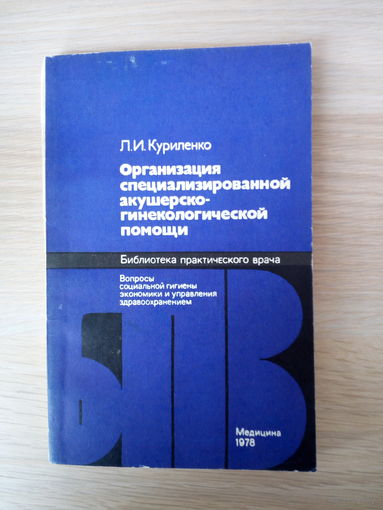 Л.И. Куриленко
Организация
специализированной
акушерско-
гинекологической
помощи
Библиотека практического врача
Вопросы
социальной гигиены
экономики и управления
здравоохранением
БПВ
Медицина
1978